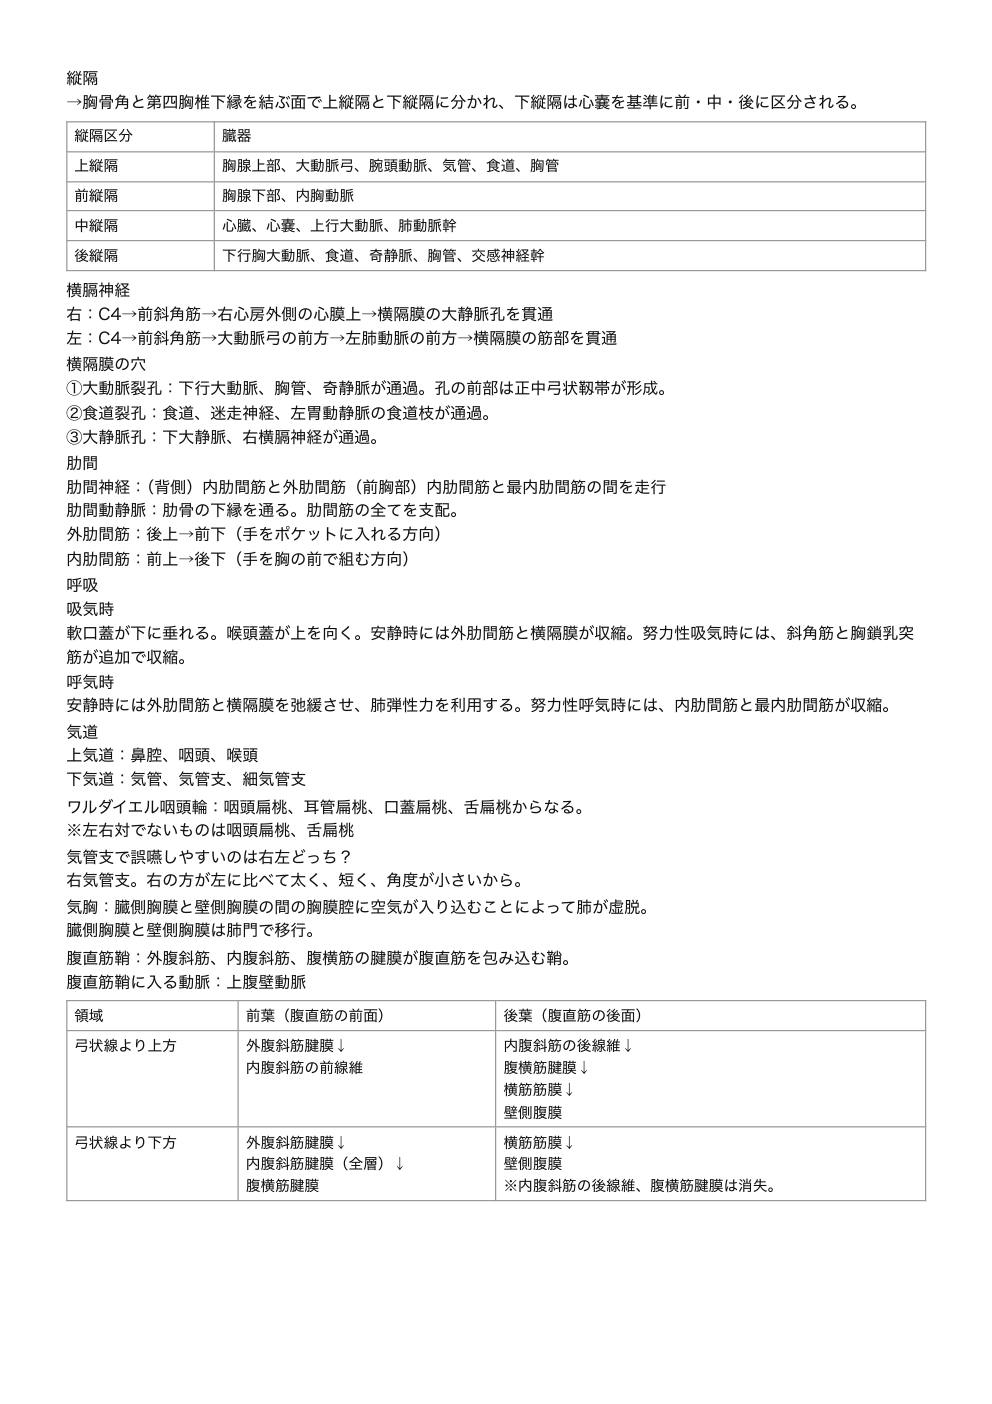 縦隔
→胸骨角と第四胸椎下縁を結ぶ面で上縦隔と下縦隔に分かれ、下縦隔は心嚢を基準に前・中・後に区分される。
縦隔区分 臓器
上縦隔 胸腺上部、大動脈弓、腕頭動脈、気管、食道、胸管
前縦隔 胸腺下部、内胸動脈
中縦隔 心臓、心嚢、上行大動脈、肺動脈幹
後縦隔 下行胸大動脈、食道、奇静脈、胸管、交感神経幹
横膈神経
右：C4→前斜角筋→右心房外側の心膜上→横隔膜の大静脈孔を貫通
左：C4→前斜角筋→大動脈弓の前方→左肺動脈の前方→横隔膜の筋部を貫通
横隔膜の穴
①大動脈裂孔：下行大動脈、胸管、奇静脈が通過。孔の前部は正中弓状靱帯が形成。
②食道裂孔：食道、迷走神経、左胃動静脈の食道枝が通過。
③大静脈孔：下大静脈、右横膈神経が通過。
肋間
肋間神経：（背側）内肋間筋と外肋間筋（前胸部）内肋間筋と最内肋間筋の間を走行
肋間動静脈：肋骨の下縁を通る。肋間筋の全てを支配。
外肋間筋：後上→前下（手をポケットに入れる方向）
内肋間筋：前上→後下（手を胸の前で組む方向）
呼吸
吸気時
軟口蓋が下に垂れる。喉頭蓋が上を向く。安静時には外肋間筋と横隔膜が収縮。努力性吸気時には、斜角筋と胸鎖乳突
筋が追加で収縮。
呼気時
安静時には外肋間筋と横隔膜を弛緩させ、肺弾性力を利用する。努力性呼気時には、内肋間筋と最内肋間筋が収縮。
気道
上気道：鼻腔、咽頭、喉頭
下気道：気管、気管支、細気管支
ワルダイエル咽頭輪：咽頭扁桃、耳管扁桃、口蓋扁桃、舌扁桃からなる。
※左右対でないものは咽頭扁桃、舌扁桃
気管支で誤嚥しやすいのは右左どっち？
右気管支。右の方が左に比べて太く、短く、角度が小さいから。
気胸：臓側胸膜と壁側胸膜の間の胸膜腔に空気が入り込むことによって肺が虚脱。
臓側胸膜と壁側胸膜は肺門で移行。
腹直筋鞘：外腹斜筋、内腹斜筋、腹横筋の腱膜が腹直筋を包み込む鞘。
腹直筋鞘に入る動脈：上腹壁動脈
領域 前葉（腹直筋の前面） 後葉（腹直筋の後面）
弓状線より上方 外腹斜筋腱膜↓ 内腹斜筋の後線維↓
内腹斜筋の前線維 腹横筋腱膜↓
横筋筋膜↓
壁側腹膜
弓状線より下方 外腹斜筋腱膜↓ 横筋筋膜↓
内腹斜筋腱膜（全層）↓ 壁側腹膜
腹横筋腱膜 ※内腹斜筋の後線維、腹横筋腱膜は消失。